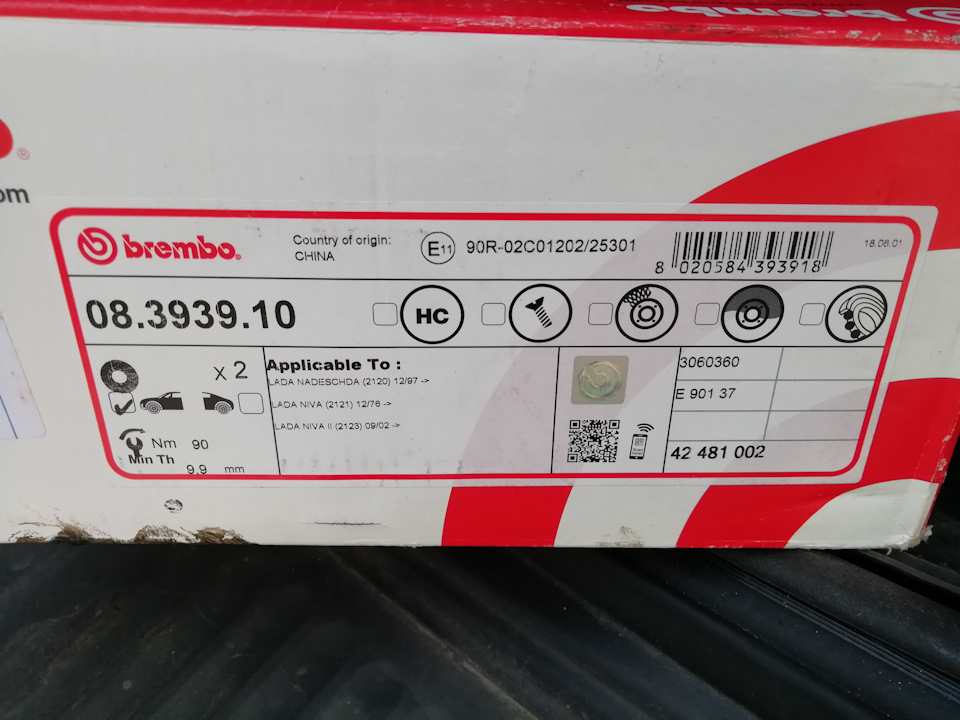 brembo
®
om
brembo®
Country of origin:
CHINA
E11
90R-02C01202/25301
8 020584 393918
18.08.01
08.3939.10
HC
x 2
Applicable To :
LADA NADESCHDA (2120) 12/97 ->
LADA NIVA (2121) 12/76 ->
LADA NIVA II (2123) 09/02 ->
3060360
E 901 37
42 481 002
Nm 90
Min Th
9.9 mm